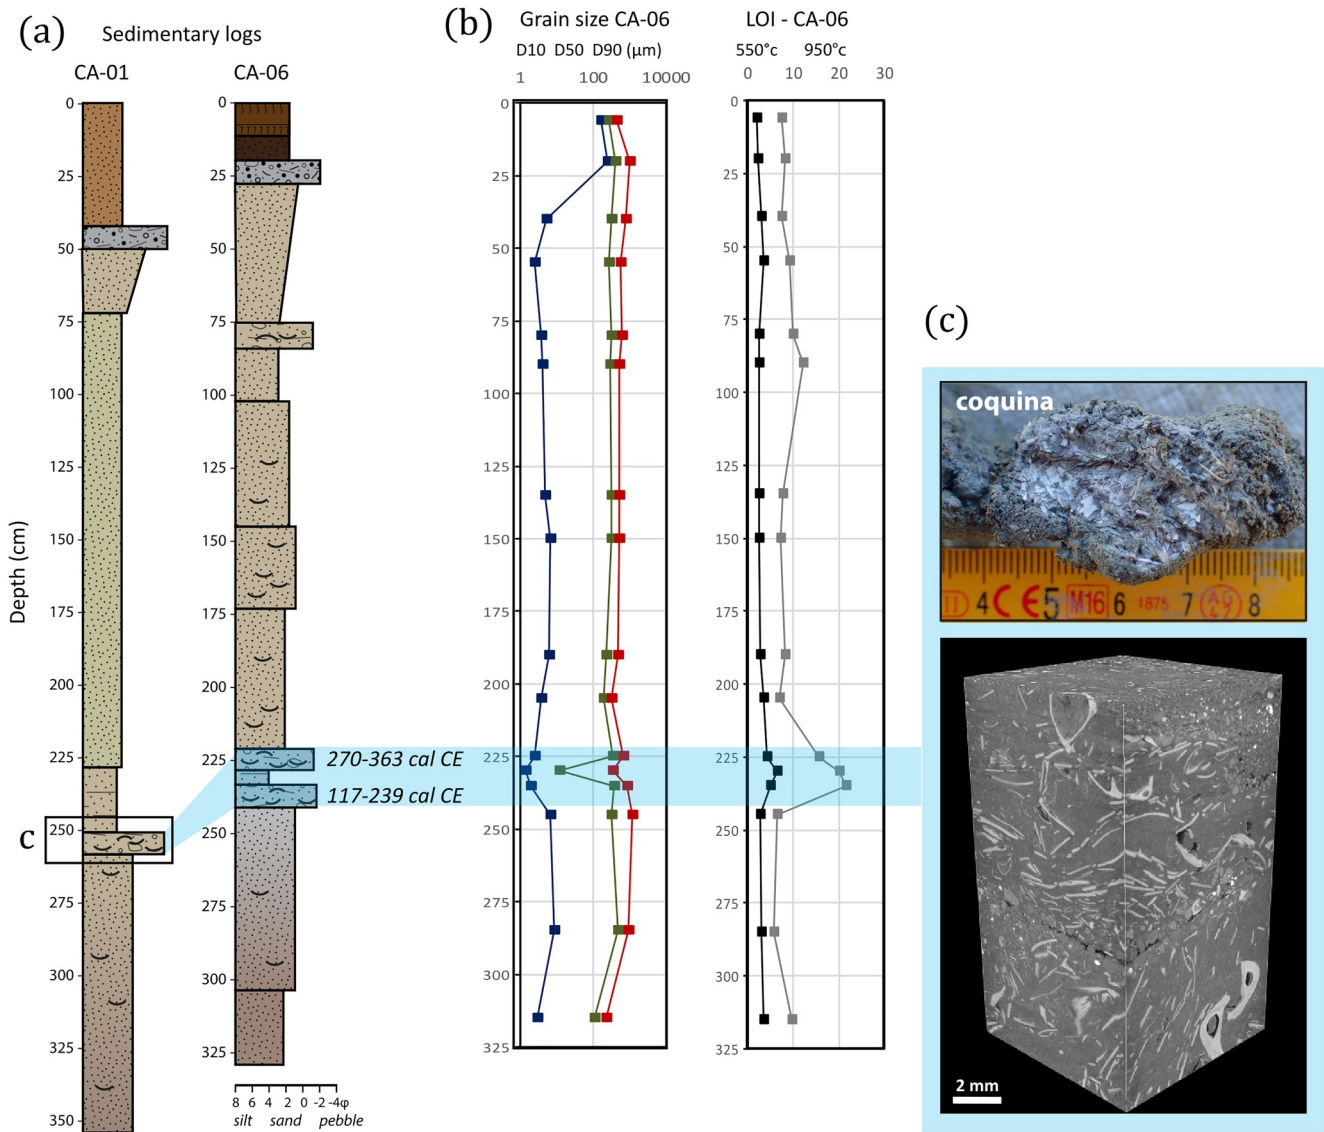 (a)
Sedimentary logs
CA-01
CA-06
Depth (cm)
0
25
50
75
100
125
150
175
200
225
250
275
300
325
350
0
25
50
75
100
125
150
175
200
225
250
275
300
325
270-363 cal CE
117-239 cal CE
c
8 6 4 2 0 -2 -4φ
silt sand pebble
(b)
Grain size CA-06
D10 D50 D90 (µm)
1 100 10000
0
25
50
75
100
125
150
175
200
225
250
275
300
325
LOI - CA-06
550°c 950°c
0 10 20 30
0
25
50
75
100
125
150
175
200
225
250
275
300
325
(c)
coquina
II) 4 CE 5 M16 6 1875 7 8
2 mm